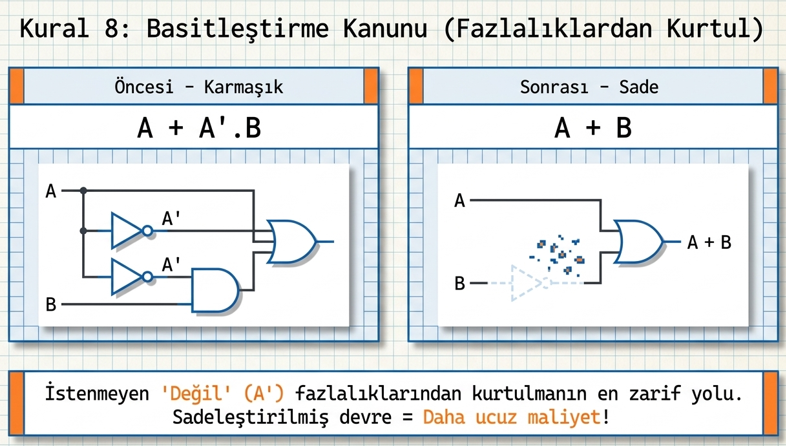 Kural 8: Basitleştirme Kanunu (Fazlalıklardan Kurtul)
Öncesi – Karmaşık
A + A'.B
A
A'
A'
B
Sonrası – Sade
A + B
A
A + B
B
İstenmeyen 'Değil' (A') fazlalıklarından kurtulmanın en zarif yolu.
Sadeleştirilmiş devre = Daha ucuz maliyet!